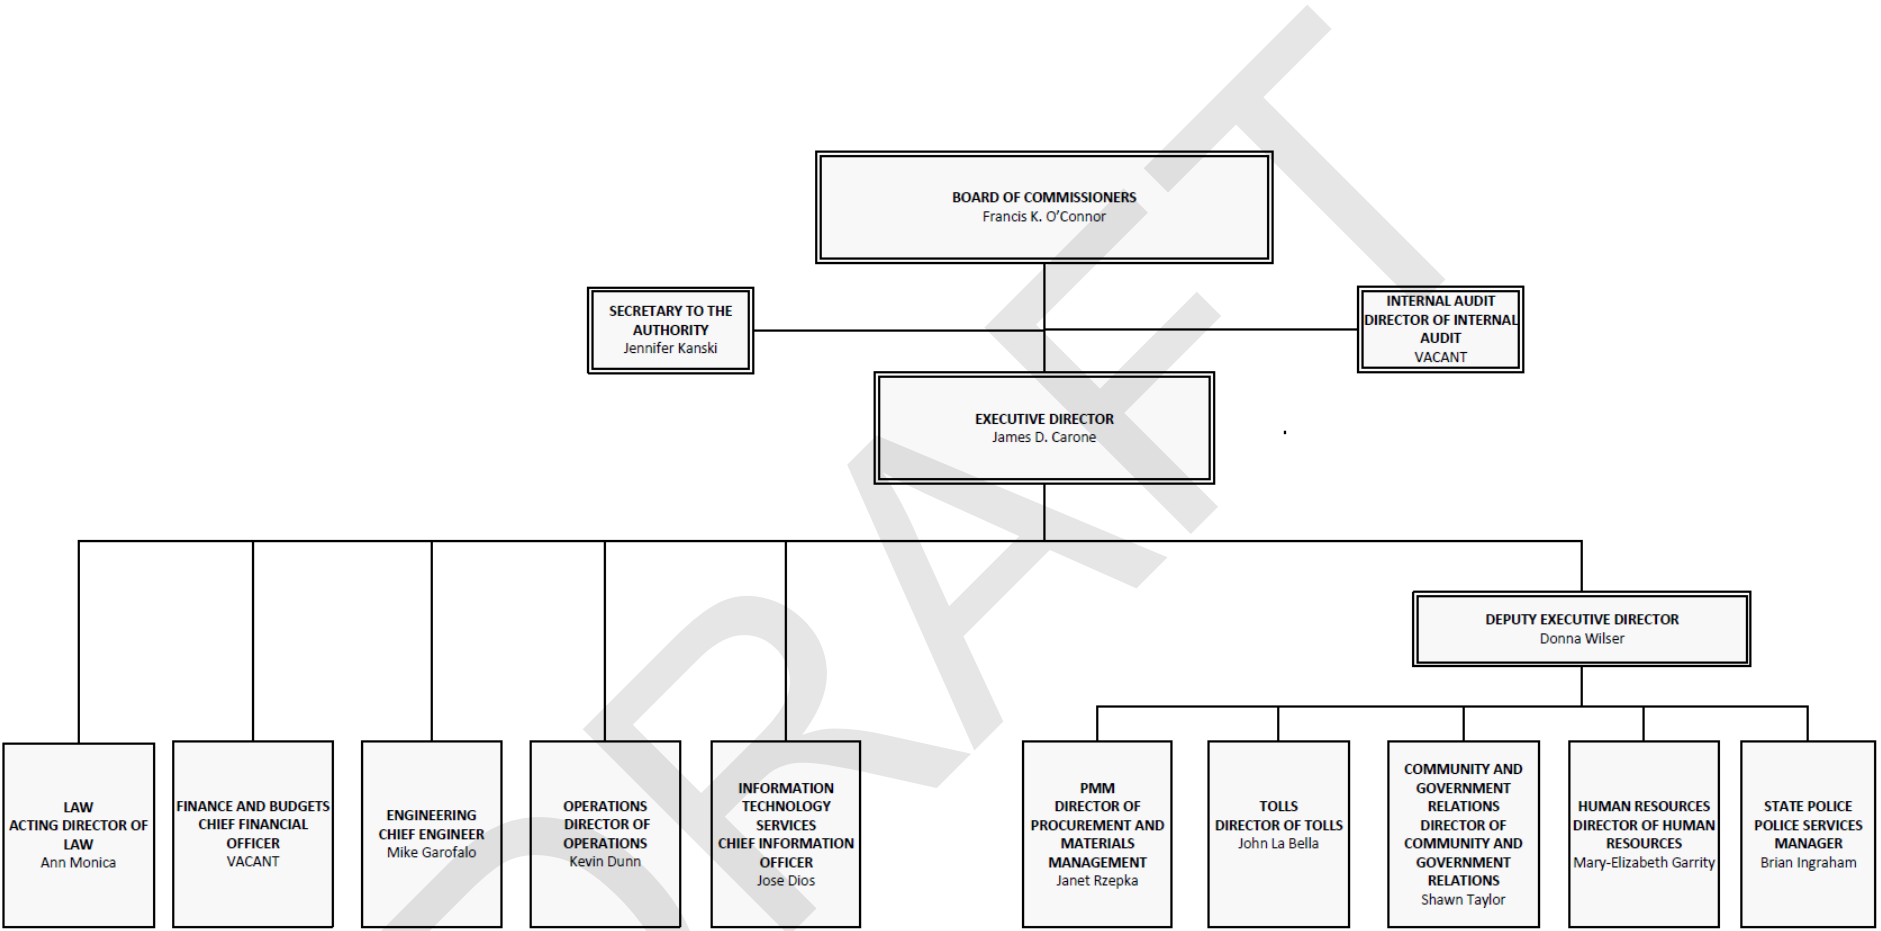 BOARD OF COMMISSIONERS
Francis K. O’Connor
SECRETARY TO THE
AUTHORITY
Jennifer Kanski
INTERNAL AUDIT
DIRECTOR OF INTERNAL
AUDIT
VACANT
EXECUTIVE DIRECTOR
James D. Carone
DEPUTY EXECUTIVE DIRECTOR
Donna Wilser
LAW
ACTING DIRECTOR OF
LAW
Ann Monica
FINANCE AND BUDGETS
CHIEF FINANCIAL
OFFICER
VACANT
ENGINEERING
CHIEF ENGINEER
Mike Garofalo
OPERATIONS
DIRECTOR OF
OPERATIONS
Kevin Dunn
INFORMATION
TECHNOLOGY
SERVICES
CHIEF INFORMATION
OFFICER
Jose Dios
PMM
DIRECTOR OF
PROCUREMENT AND
MATERIALS
MANAGEMENT
Janet Rzepka
TOLLS
DIRECTOR OF TOLLS
John La Bella
COMMUNITY AND
GOVERNMENT
RELATIONS
DIRECTOR OF
COMMUNITY AND
GOVERNMENT
RELATIONS
Shawn Taylor
HUMAN RESOURCES
DIRECTOR OF HUMAN
RESOURCES
Mary-Elizabeth Garrity
STATE POLICE
POLICE SERVICES
MANAGER
Brian Ingraham
DRAFT